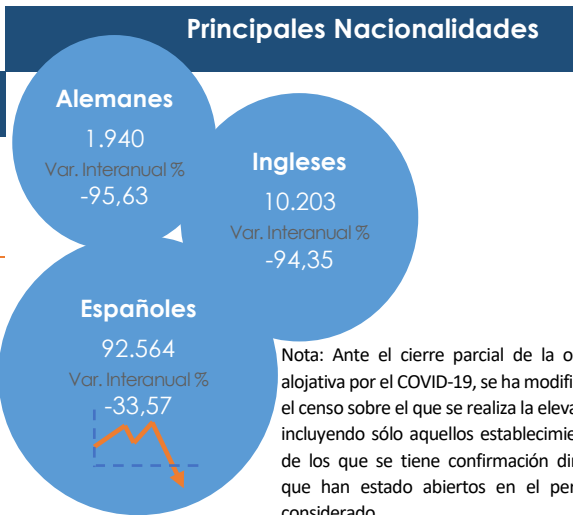 Principales Nacionalidades
Alemanes
1.940
Var. Interanual %
-95,63
Ingleses
10.203
Var. Interanual %
-94,35
Españoles
92.564
Var. Interanual %
-33,57
Nota: Ante el cierre parcial de la
alojativa por el COVID-19, se ha
el censo sobre el que se realiza la
incluyendo sólo aquellos
de los que se tiene confirmación
que han estado abiertos en el
considerado